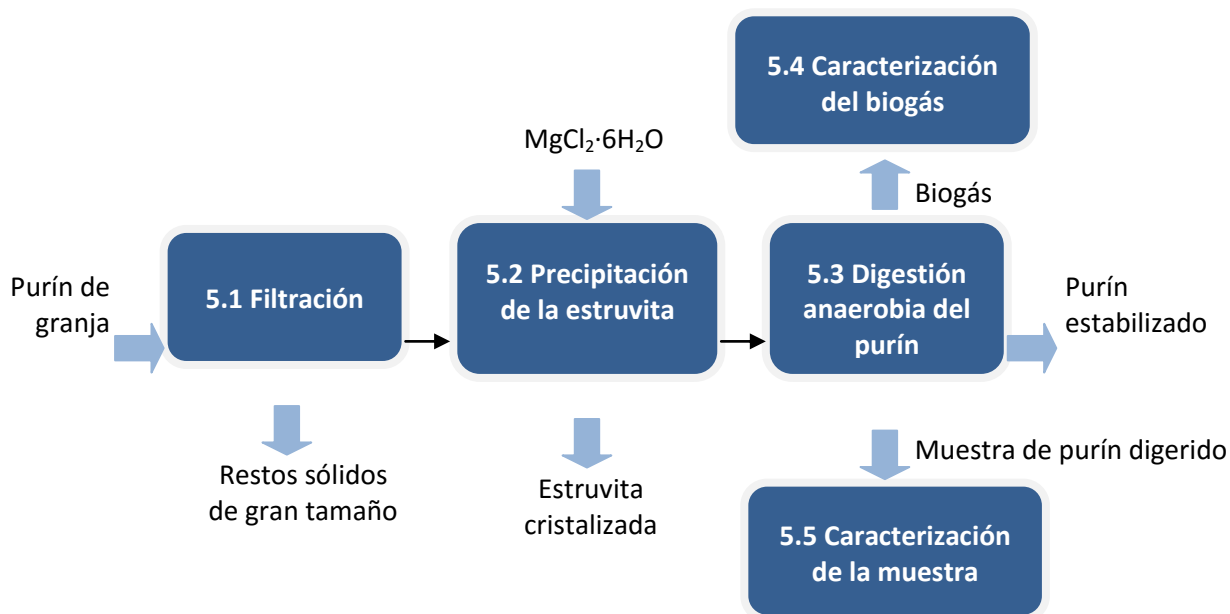 5.4 Caracterización
del biogás
MgCl₂·6H₂O
Biogás
Purín de
granja
5.1 Filtración
5.2 Precipitación
de la estruvita
5.3 Digestión
anaerobia del
purín
Purín
estabilizado
Restos sólidos
de gran tamaño
Estruvita
cristalizada
Muestra de purín digerido
5.5 Caracterización
de la muestra